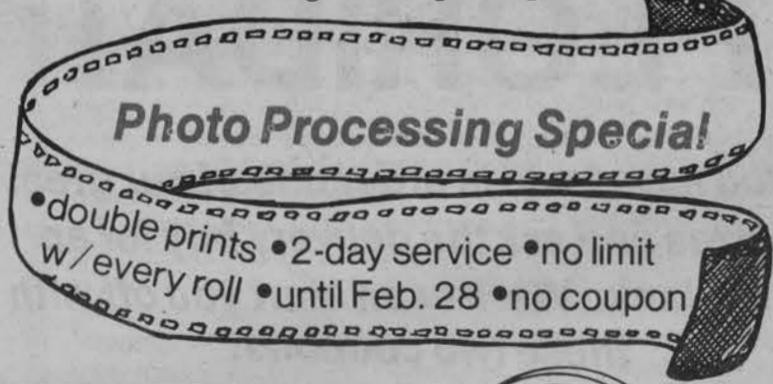 Photo Processing Special
•double prints •2-day service •no limit
w/every roll •until Feb. 28 •no coupon